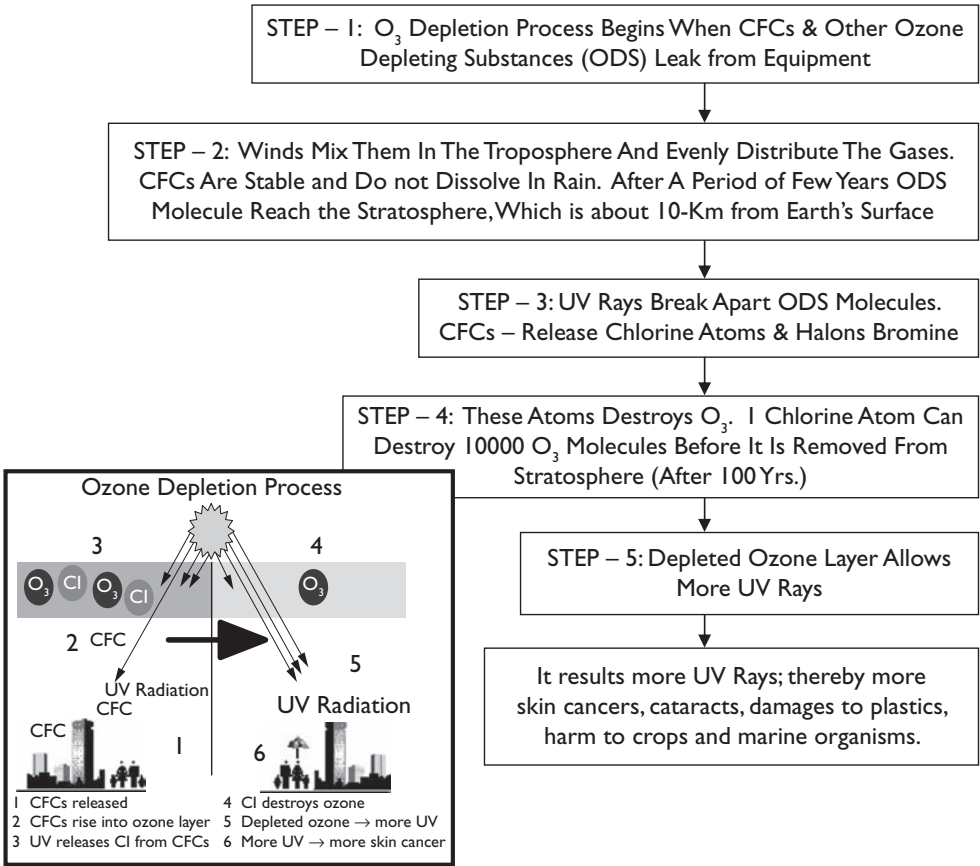 STEP – 1: O₃ Depletion Process Begins When CFCs & Other Ozone
Depleting Substances (ODS) Leak from Equipment
STEP – 2: Winds Mix Them In The Troposphere And Evenly Distribute The Gases.
CFCs Are Stable and Do not Dissolve In Rain. After A Period of Few Years ODS
Molecule Reach the Stratosphere, Which is about 10-Km from Earth's Surface
STEP – 3: UV Rays Break Apart ODS Molecules.
CFCs – Release Chlorine Atoms & Halons Bromine
STEP – 4: These Atoms Destroys O₃. 1 Chlorine Atom Can
Destroy 10000 O₃ Molecules Before It Is Removed From
Stratosphere (After 100 Yrs.)
STEP – 5: Depleted Ozone Layer Allows
More UV Rays
It results more UV Rays; thereby more
skin cancers, cataracts, damages to plastics,
harm to crops and marine organisms.
Ozone Depletion Process
3
4
O₃ Cl O₃ Cl
O₃
2 CFC
5
UV Radiation
CFC
UV Radiation
CFC
1
6
1 CFCs released
2 CFCs rise into ozone layer
3 UV releases Cl from CFCs
4 Cl destroys ozone
5 Depleted ozone → more UV
6 More UV → more skin cancer